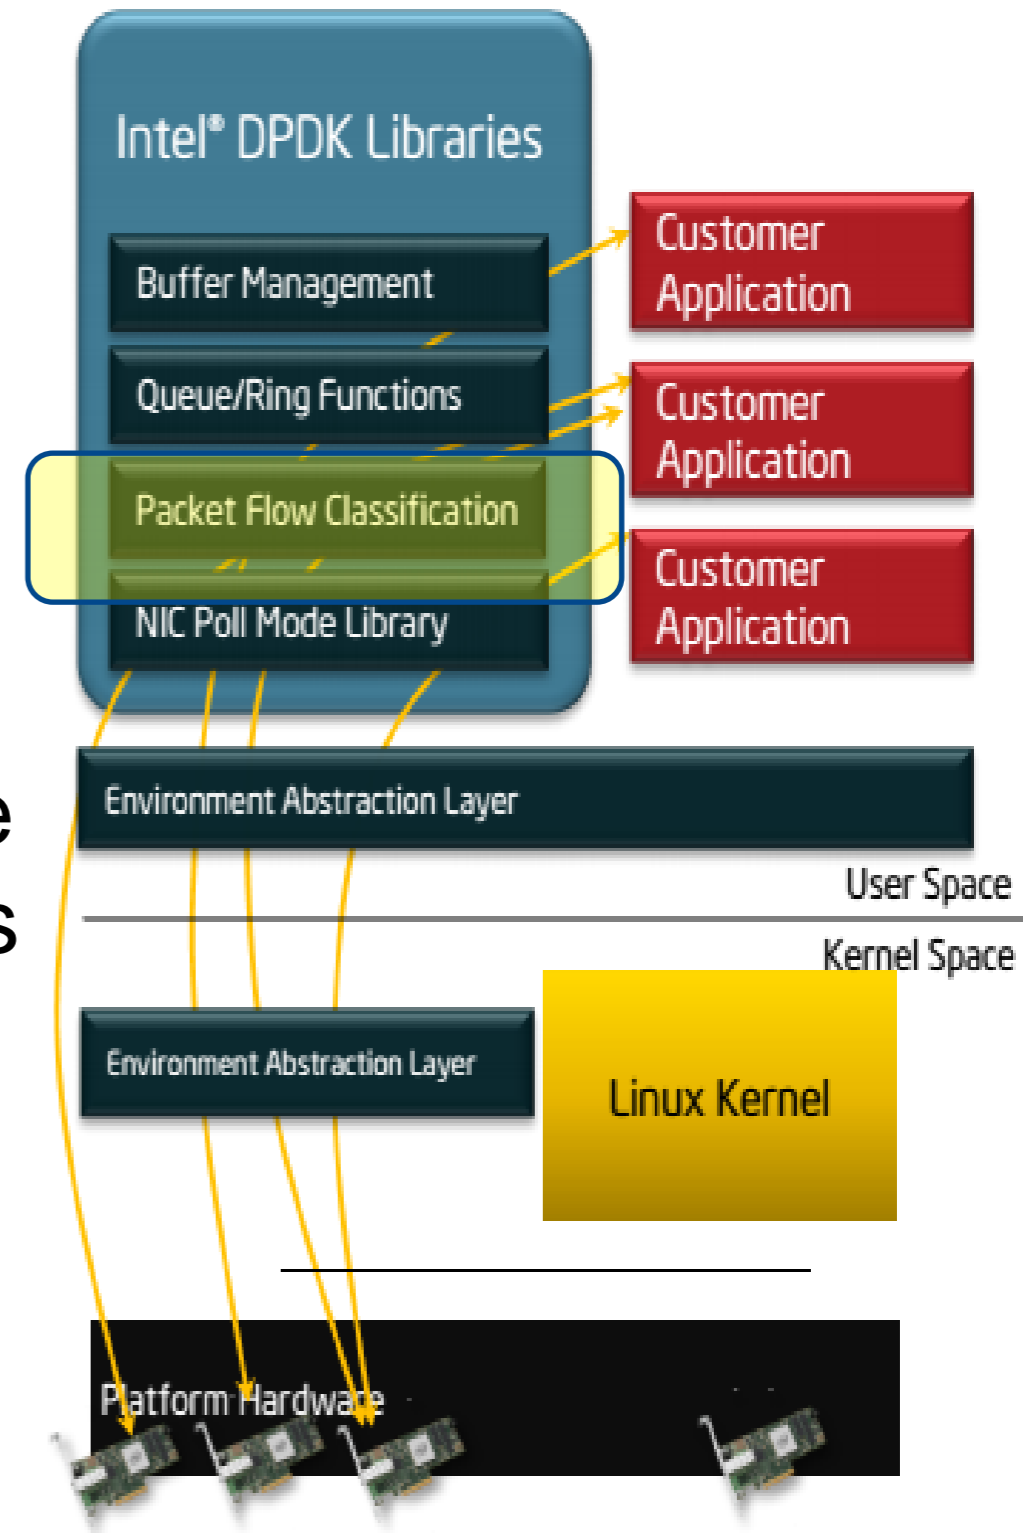 Intel® DPDK Libraries
Buffer Management
Queue/Ring Functions
Packet Flow Classification
NIC Poll Mode Library
Customer
Application
Customer
Application
Customer
Application
Environment Abstraction Layer
e
s
User Space
Kernel Space
Environment Abstraction Layer
Linux Kernel
Platform Hardware